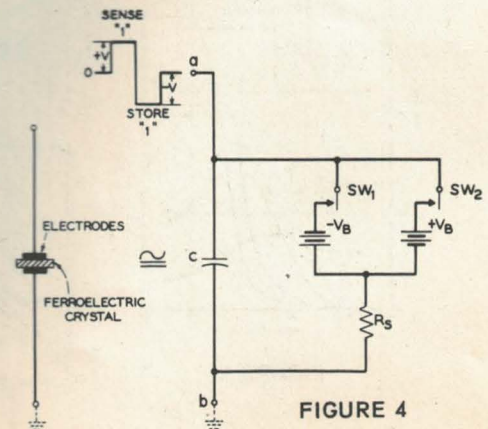 SENSE
"1"
+V
0
-V
STORE
"1"
a
SW1
SW2
-VB
+VB
ELECTRODES
≅
C
FERROELECTRIC
CRYSTAL
RS
b
FIGURE 4